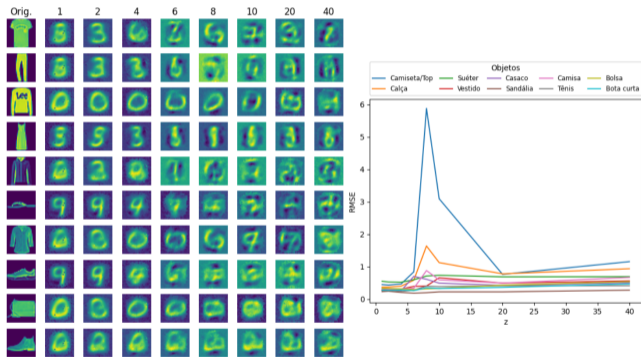 Orig. 1 2 4 6 8 10 20 40
Lee
Objetos
Camiseta/Top Suéter Casaco Camisa Bolsa
Calça Vestido Sandália Tênis Bota curta
6
5
4
3
2
1
0
RMSE
0 5 10 15 20 25 30 35 40
z